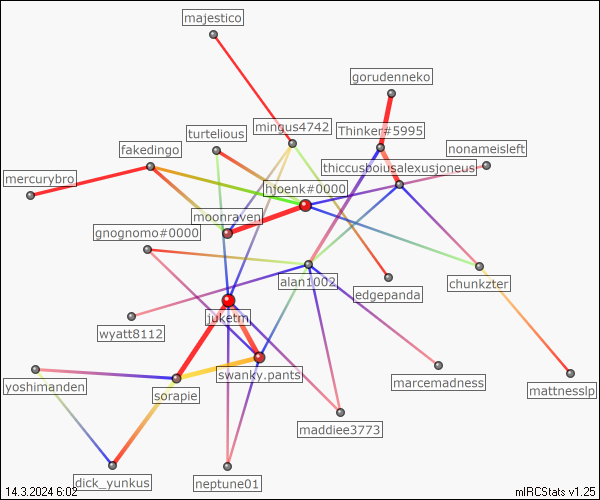 majestico
gorudenneko
mingus4742
Thinker#5995
turtelious
nonameisleft
fakedingo
thiccusboiusalexusjoneus
mercurybro
hjoenk#0000
moonraven
gnognomo#0000
alan1002
chunkzter
edgepanda
juketm
wyatt8112
swanky.pants
marcemadness
yoshimanden
sorapie
mattnesslp
maddiee3773
dick_yunkus
neptune01
14.3.2024 6:02
mIRCStats v1.25